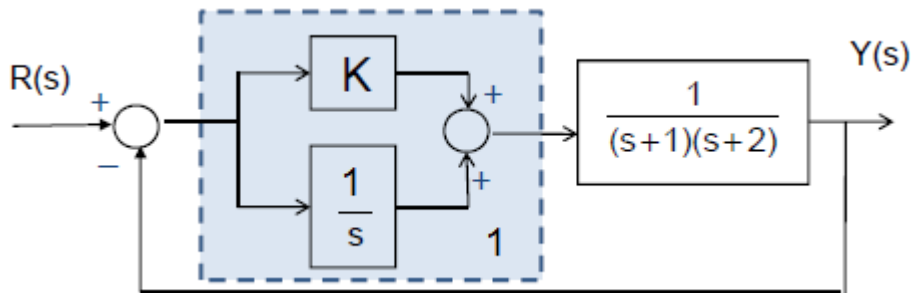 R(s)
+
−
K
1
s
+
+
1
1
(s+1)(s+2)
Y(s)